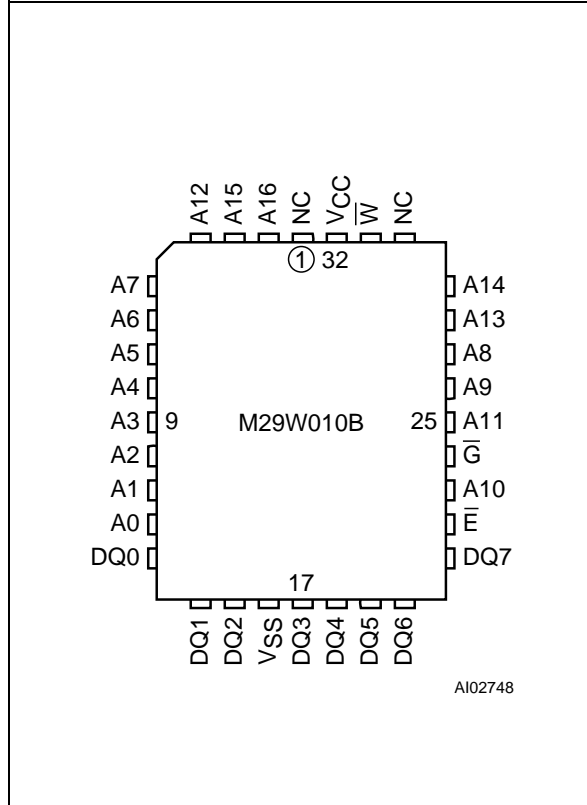 A12 A15 A16 NC VCC W̅ NC
1 32
A7 A14
A6 A13
A5 A8
A4 A9
A3 9 M29W010B 25 A11
A2 G̅
A1 A10
A0 E̅
DQ0 DQ7
17
DQ1 DQ2 VSS DQ3 DQ4 DQ5 DQ6
AI02748